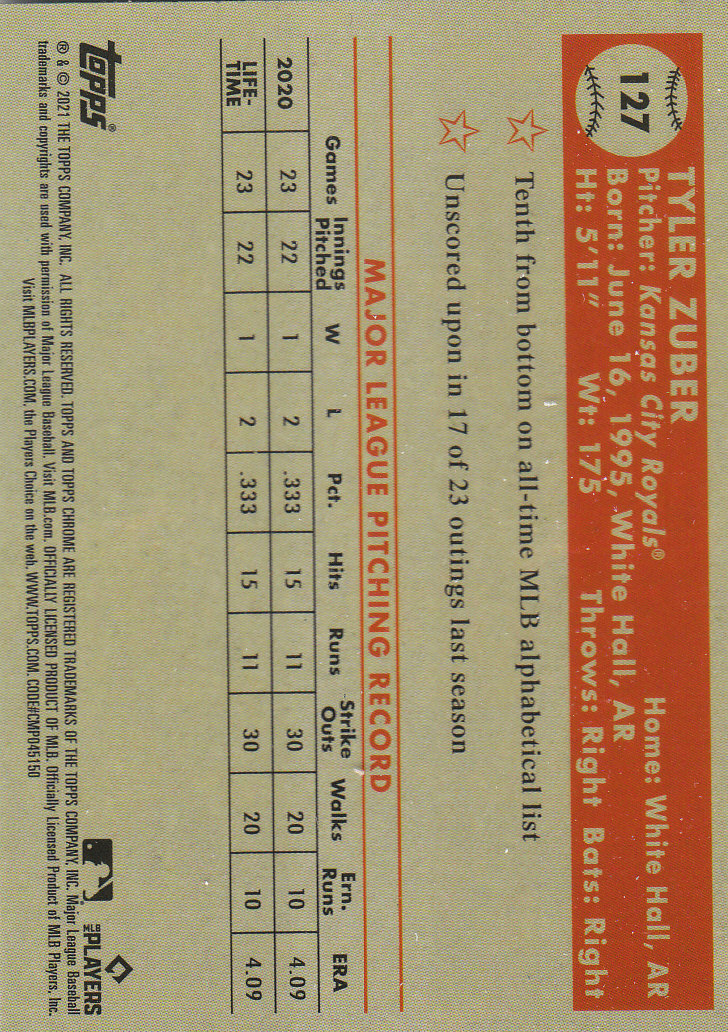 127
TYLER ZUBER
Pitcher: Kansas City Royals® Home: White Hall, AR
Born: June 16, 1995, White Hall, AR
Ht: 5'11" Wt: 175 Throws: Right Bats: Right
Tenth from bottom on all-time MLB alphabetical list
Unscored upon in 17 of 23 outings last season
MAJOR LEAGUE PITCHING RECORD
Games Innings Pitched W L Pct. Hits Runs Strike Outs Walks Ern. Runs ERA
2020 23 22 1 2 .333 15 11 30 20 10 4.09
LIFE-TIME 23 22 1 2 .333 15 11 30 20 10 4.09
topps®
MLB PLAYERS
® & © 2021 THE TOPPS COMPANY, INC. ALL RIGHTS RESERVED. TOPPS AND TOPPS CHROME ARE REGISTERED TRADEMARKS OF THE TOPPS COMPANY, INC. Major League Baseball
trademarks and copyrights are used with permission of Major League Baseball. Visit MLB.com. OFFICIALLY LICENSED PRODUCT OF MLB. Officially Licensed Product of MLB Players, Inc.
Visit MLBPLAYERS.COM, the Players Choice on the web. WWW.TOPPS.COM. CODE#CMP045150